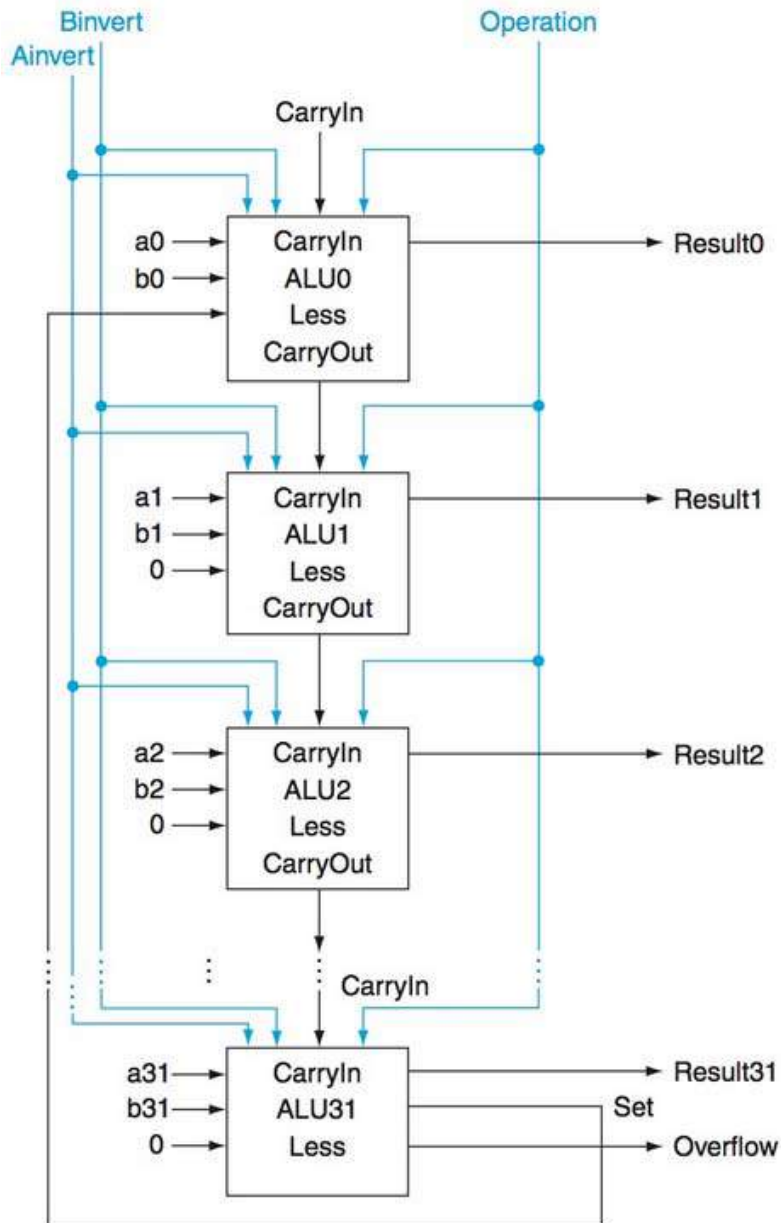 Binvert
Operation
Ainvert
CarryIn
a0
CarryIn
Result0
b0
ALU0
Less
CarryOut
a1
CarryIn
Result1
b1
ALU1
0
Less
CarryOut
a2
CarryIn
Result2
b2
ALU2
0
Less
CarryOut
CarryIn
a31
CarryIn
Result31
b31
ALU31
Set
0
Less
Overflow